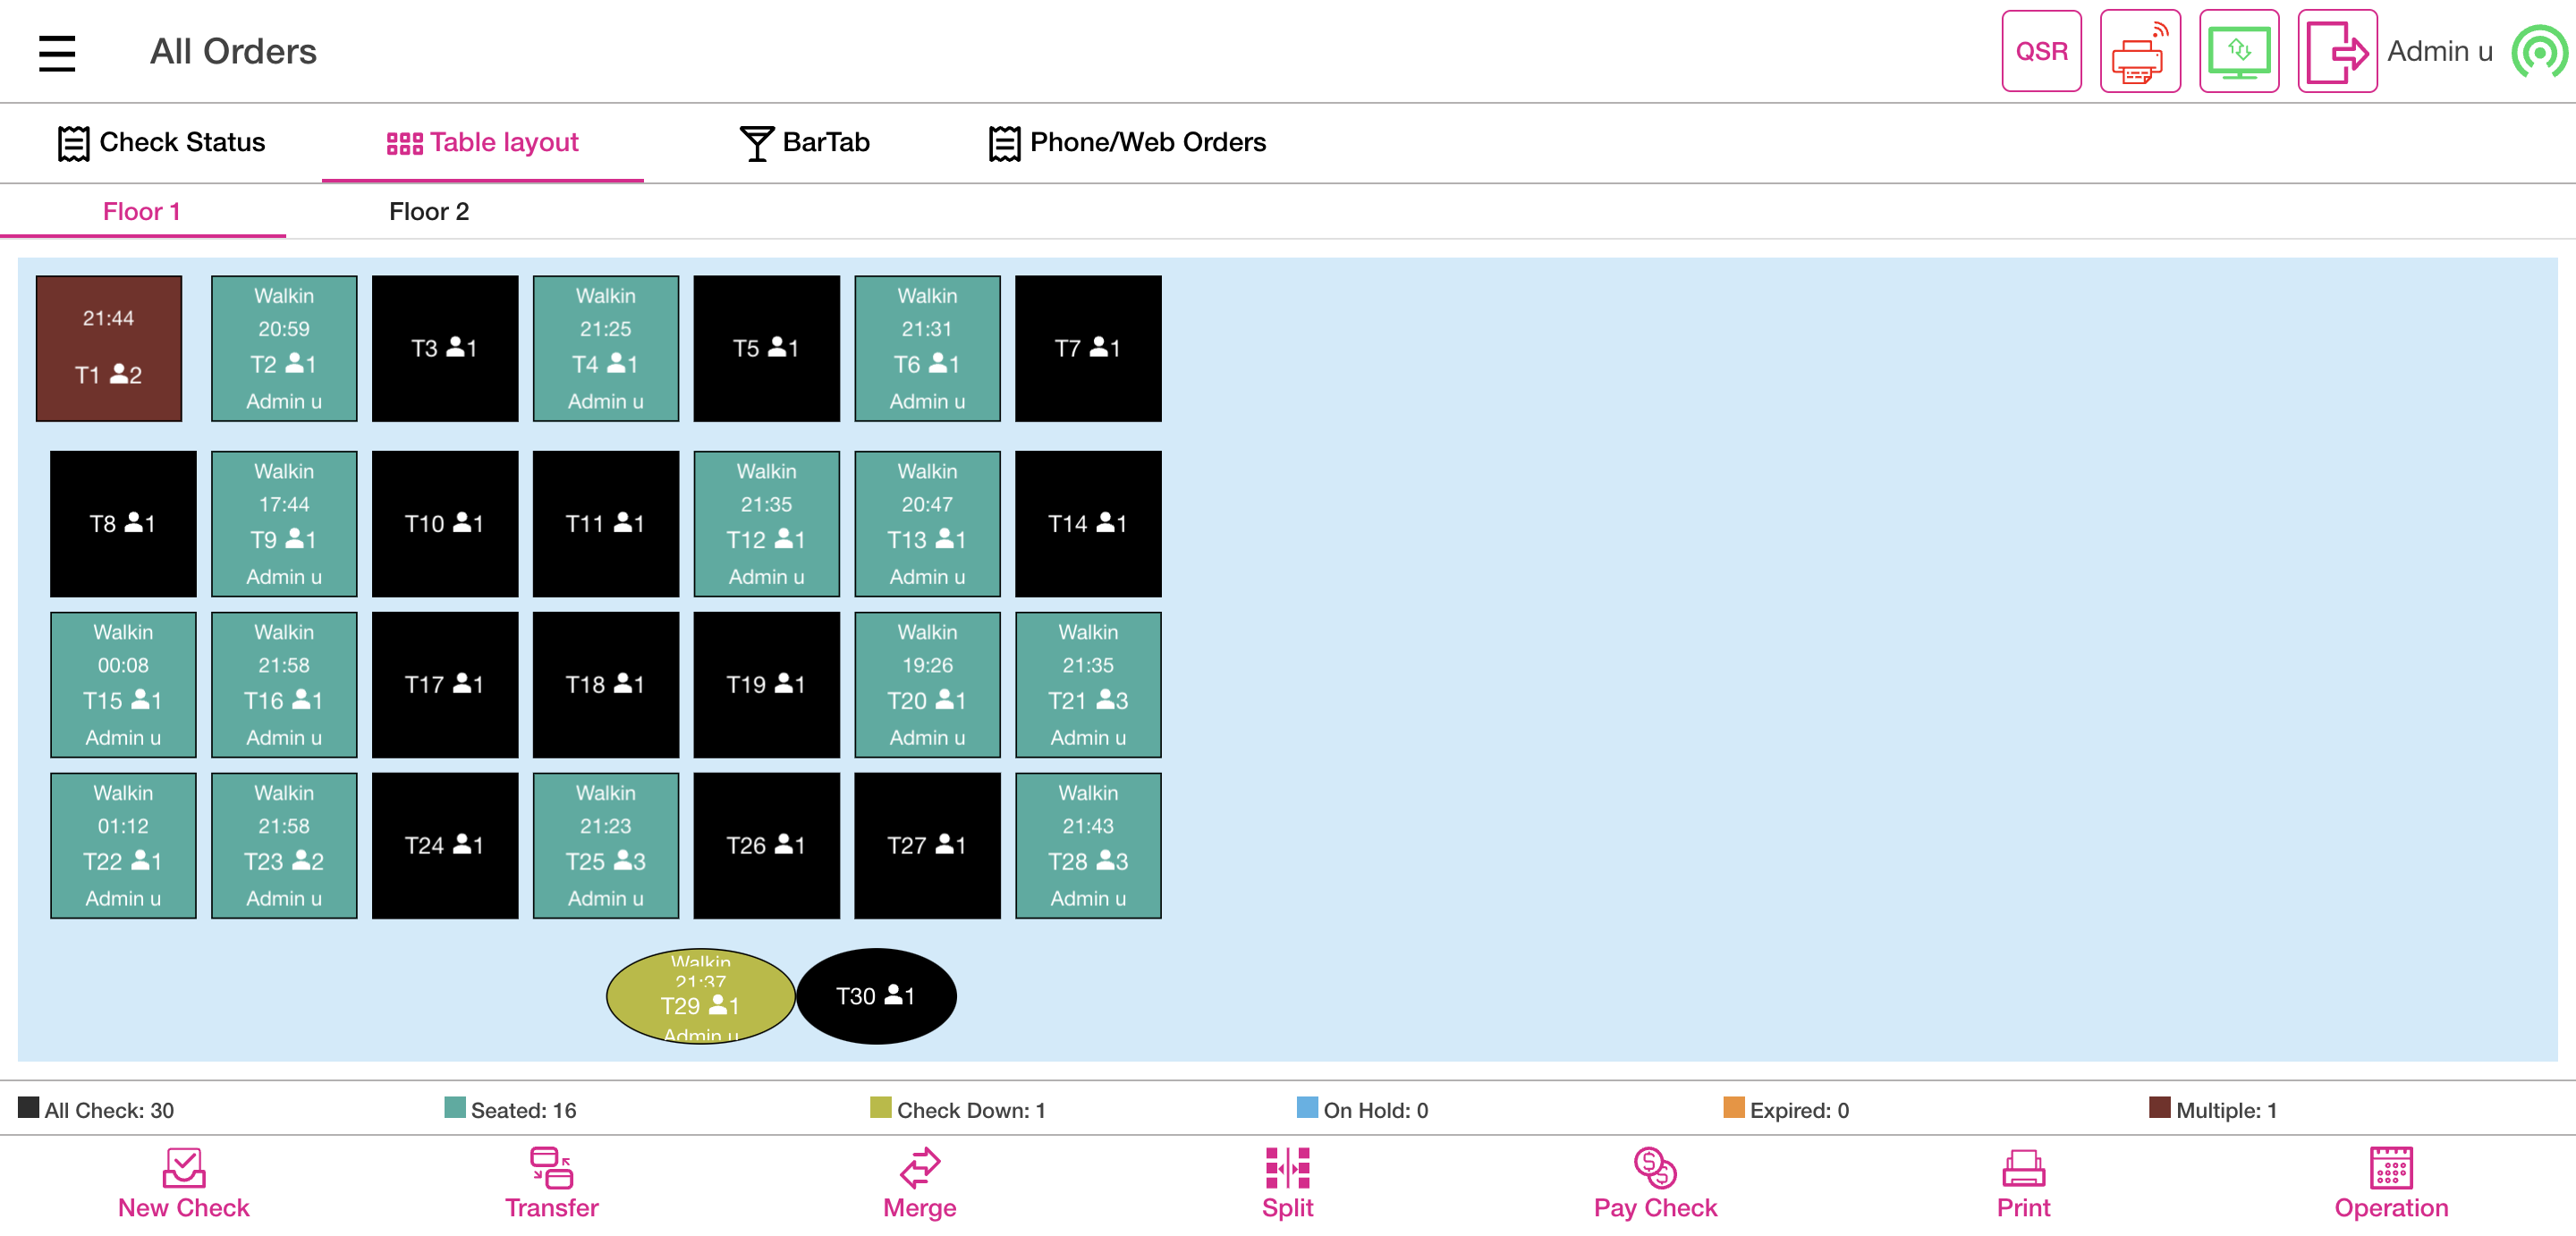 All Orders
QSR
Admin u
Check Status
Table layout
BarTab
Phone/Web Orders
Floor 1
Floor 2
21:44
T1 2
Walkin
20:59
T2 1
Admin u
T3 1
Walkin
21:25
T4 1
Admin u
T5 1
Walkin
21:31
T6 1
Admin u
T7 1
T8 1
Walkin
17:44
T9 1
Admin u
T10 1
T11 1
Walkin
21:35
T12 1
Admin u
Walkin
20:47
T13 1
Admin u
T14 1
Walkin
00:08
T15 1
Admin u
Walkin
21:58
T16 1
Admin u
T17 1
T18 1
T19 1
Walkin
19:26
T20 1
Admin u
Walkin
21:35
T21 3
Admin u
Walkin
01:12
T22 1
Admin u
Walkin
21:58
T23 2
Admin u
T24 1
Walkin
21:23
T25 3
Admin u
T26 1
T27 1
Walkin
21:43
T28 3
Admin u
Walkin
21:37
T29 1
Admin u
T30 1
All Check: 30
Seated: 16
Check Down: 1
On Hold: 0
Expired: 0
Multiple: 1
New Check
Transfer
Merge
Split
Pay Check
Print
Operation